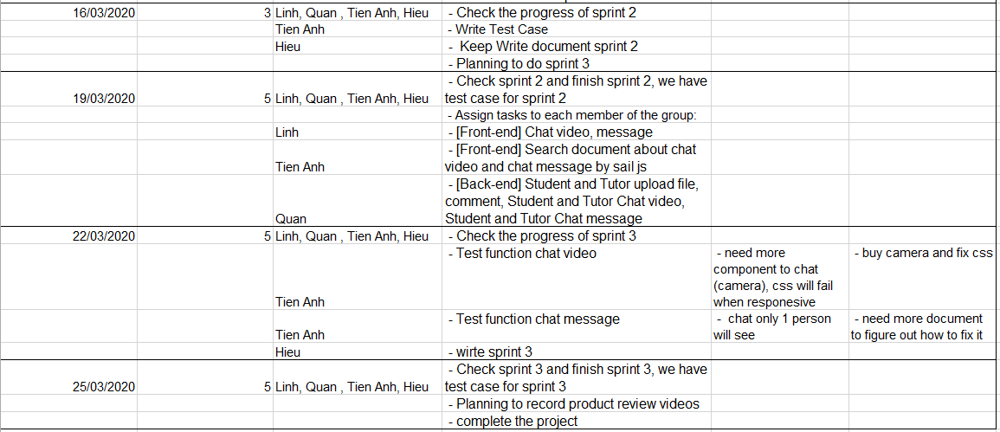 16/03/2020 3 Linh, Quan , Tien Anh, Hieu - Check the progress of sprint 2
Tien Anh - Write Test Case
Hieu - Keep Write document sprint 2
- Planning to do sprint 3
- Check sprint 2 and finish sprint 2, we have
19/03/2020 5 Linh, Quan , Tien Anh, Hieu test case for sprint 2
- Assign tasks to each member of the group:
Linh - [Front-end] Chat video, message
- [Front-end] Search document about chat
Tien Anh video and chat message by sail js
- [Back-end] Student and Tutor upload file,
comment, Student and Tutor Chat video,
Quan Student and Tutor Chat message
22/03/2020 5 Linh, Quan , Tien Anh, Hieu - Check the progress of sprint 3
- Test function chat video - need more - buy camera and fix css
component to chat
(camera), css will fail
Tien Anh when responesive
- Test function chat message - chat only 1 person - need more document
Tien Anh will see to figure out how to fix it
Hieu - wirte sprint 3
- Check sprint 3 and finish sprint 3, we have
25/03/2020 5 Linh, Quan , Tien Anh, Hieu test case for sprint 3
- Planning to record product review videos
- complete the project